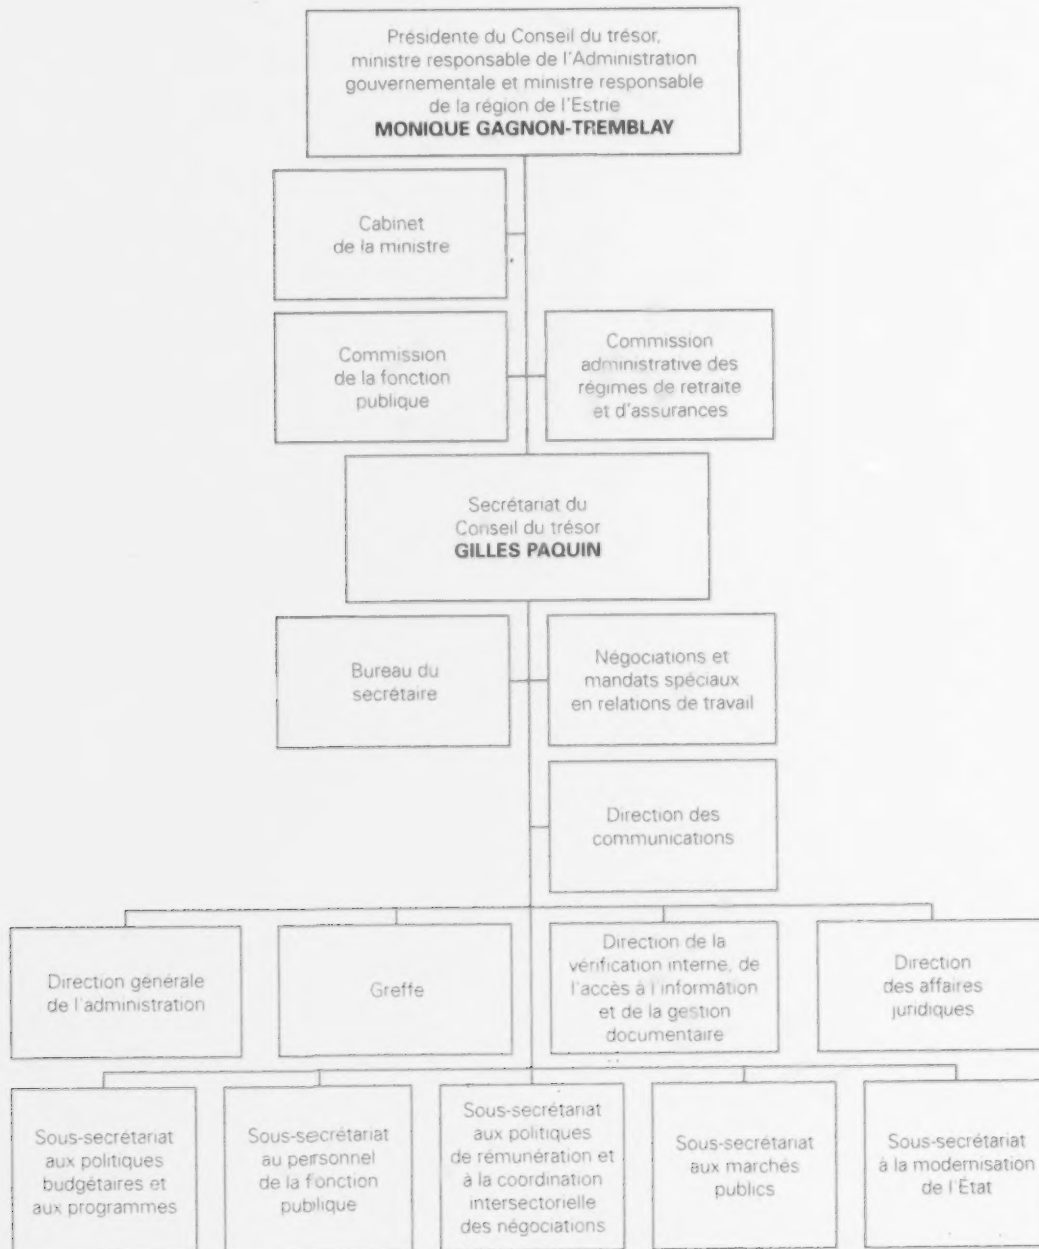 Présidente du Conseil du trésor,
ministre responsable de l'Administration
gouvernementale et ministre responsable
de la région de l'Estrie
MONIQUE GAGNON-TREMBLAY
Cabinet
de la ministre
Commission
de la fonction
publique
Commission
administrative des
régimes de retraite
et d'assurances
Secrétariat du
Conseil du trésor
GILLES PAQUIN
Bureau du
secrétaire
Négociations et
mandats spéciaux
en relations de travail
Direction des
communications
Direction générale
de l'administration
Greffe
Direction de la
vérification interne, de
l'accès à l'information
et de la gestion
documentaire
Direction
des affaires
juridiques
Sous-secrétariat
aux politiques
budgétaires et
aux programmes
Sous-secrétariat
au personnel
de la fonction
publique
Sous-secrétariat
aux politiques
de rémunération et
à la coordination
intersectorielle
des négociations
Sous-secrétariat
aux marchés
publics
Sous-secrétariat
à la modernisation
de l'État